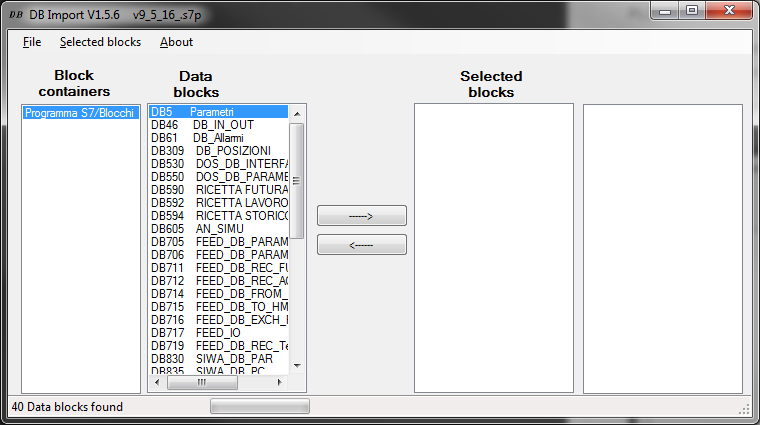 DB DB Import V1.5.6 v9_5_16_.s7p
File Selected blocks About
Block containers
Data blocks
Selected blocks
Programma S7/Blocchi
DB5 Parametri
DB46 DB_IN_OUT
DB61 DB_Allarmi
DB309 DB_POSIZIONI
DB530 DOS_DB_INTERFA
DB550 DOS_DB_PARAME
DB590 RICETTA FUTURA
DB592 RICETTA LAVORO
DB594 RICETTA STORICO
DB605 AN_SIMU
DB705 FEED_DB_PARAM
DB706 FEED_DB_PARAM
DB711 FEED_DB_REC_FU
DB712 FEED_DB_REC_AC
DB714 FEED_DB_FROM_
DB715 FEED_DB_TO_HM
DB716 FEED_DB_EXCH_
DB717 FEED_IO
DB719 FEED_DB_REC_Te
DB830 SIWA_DB_PAR
DB835 SIWA_DB_PC
------>
<------
40 Data blocks found